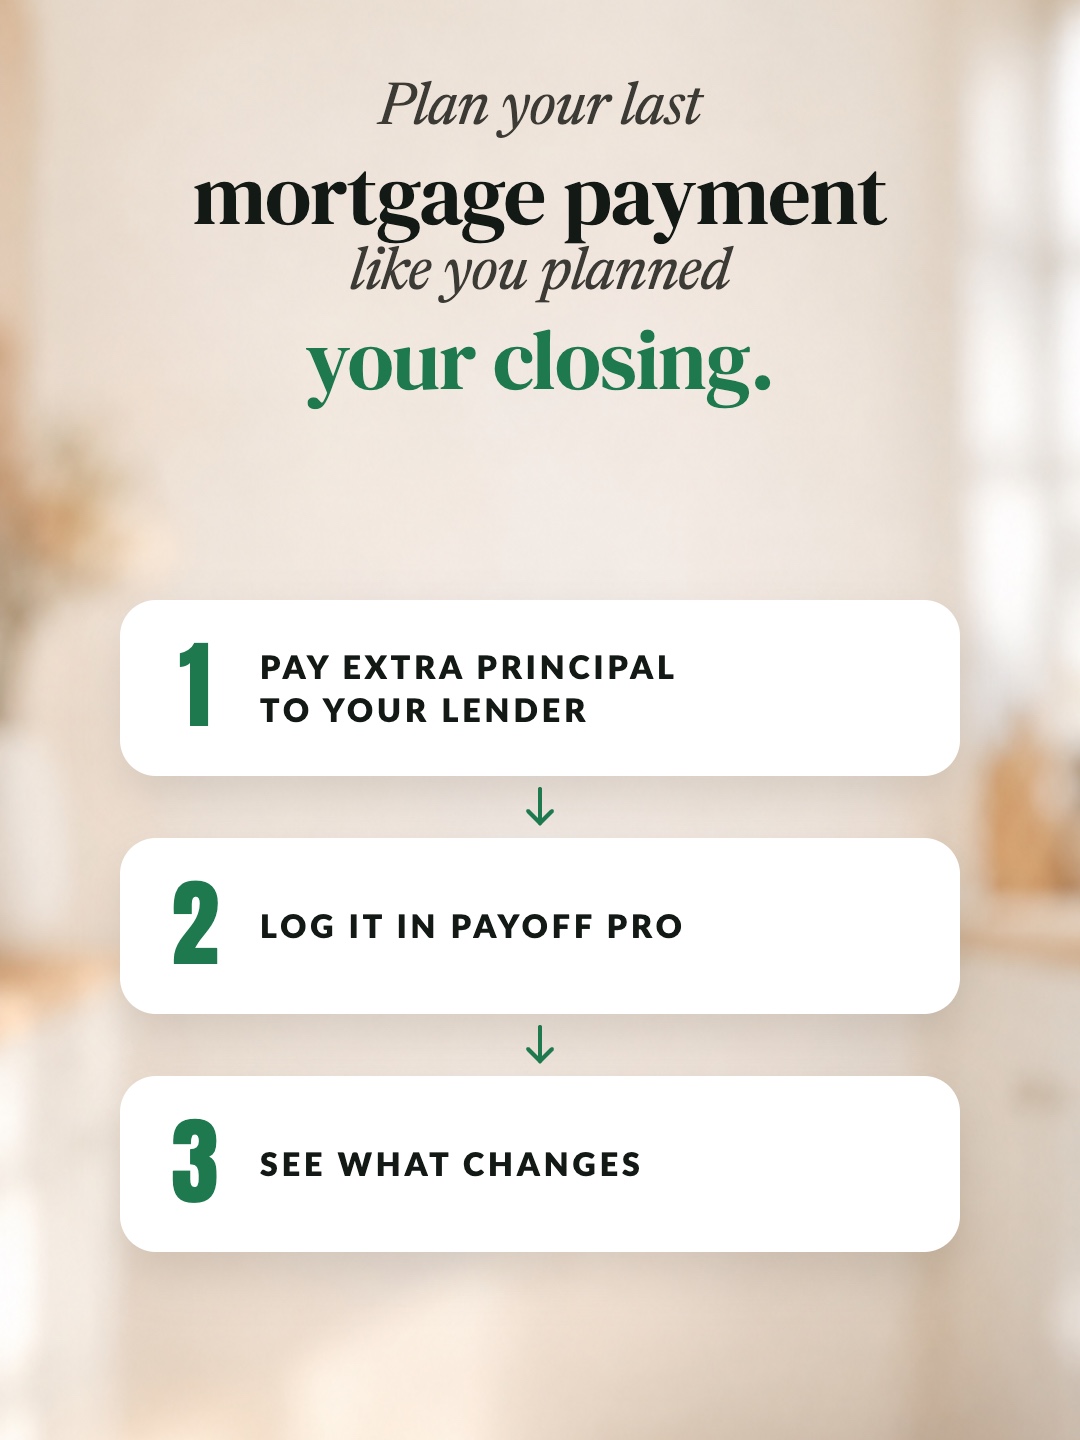 Plan your last
mortgage payment
like you planned
your closing.
1
PAY EXTRA PRINCIPAL
TO YOUR LENDER
2
LOG IT IN PAYOFF PRO
3
SEE WHAT CHANGES